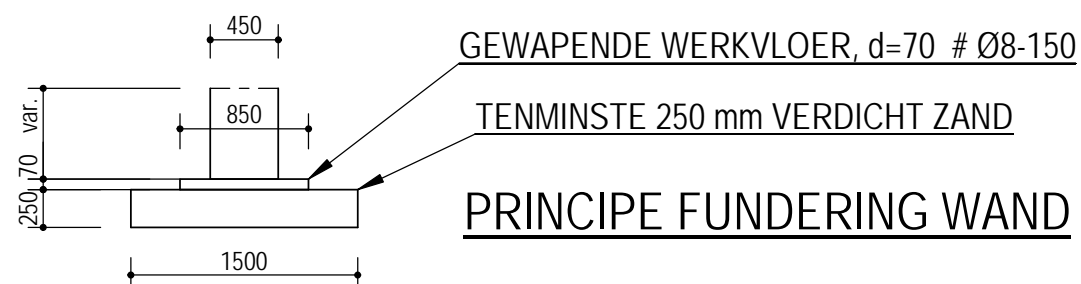 450
GEWAPENDE WERKVLOER, d=70 # Ø8-150
var.
850
TENMINSTE 250 mm VERDICHT ZAND
70
250
PRINCIPE FUNDERING WAND
1500